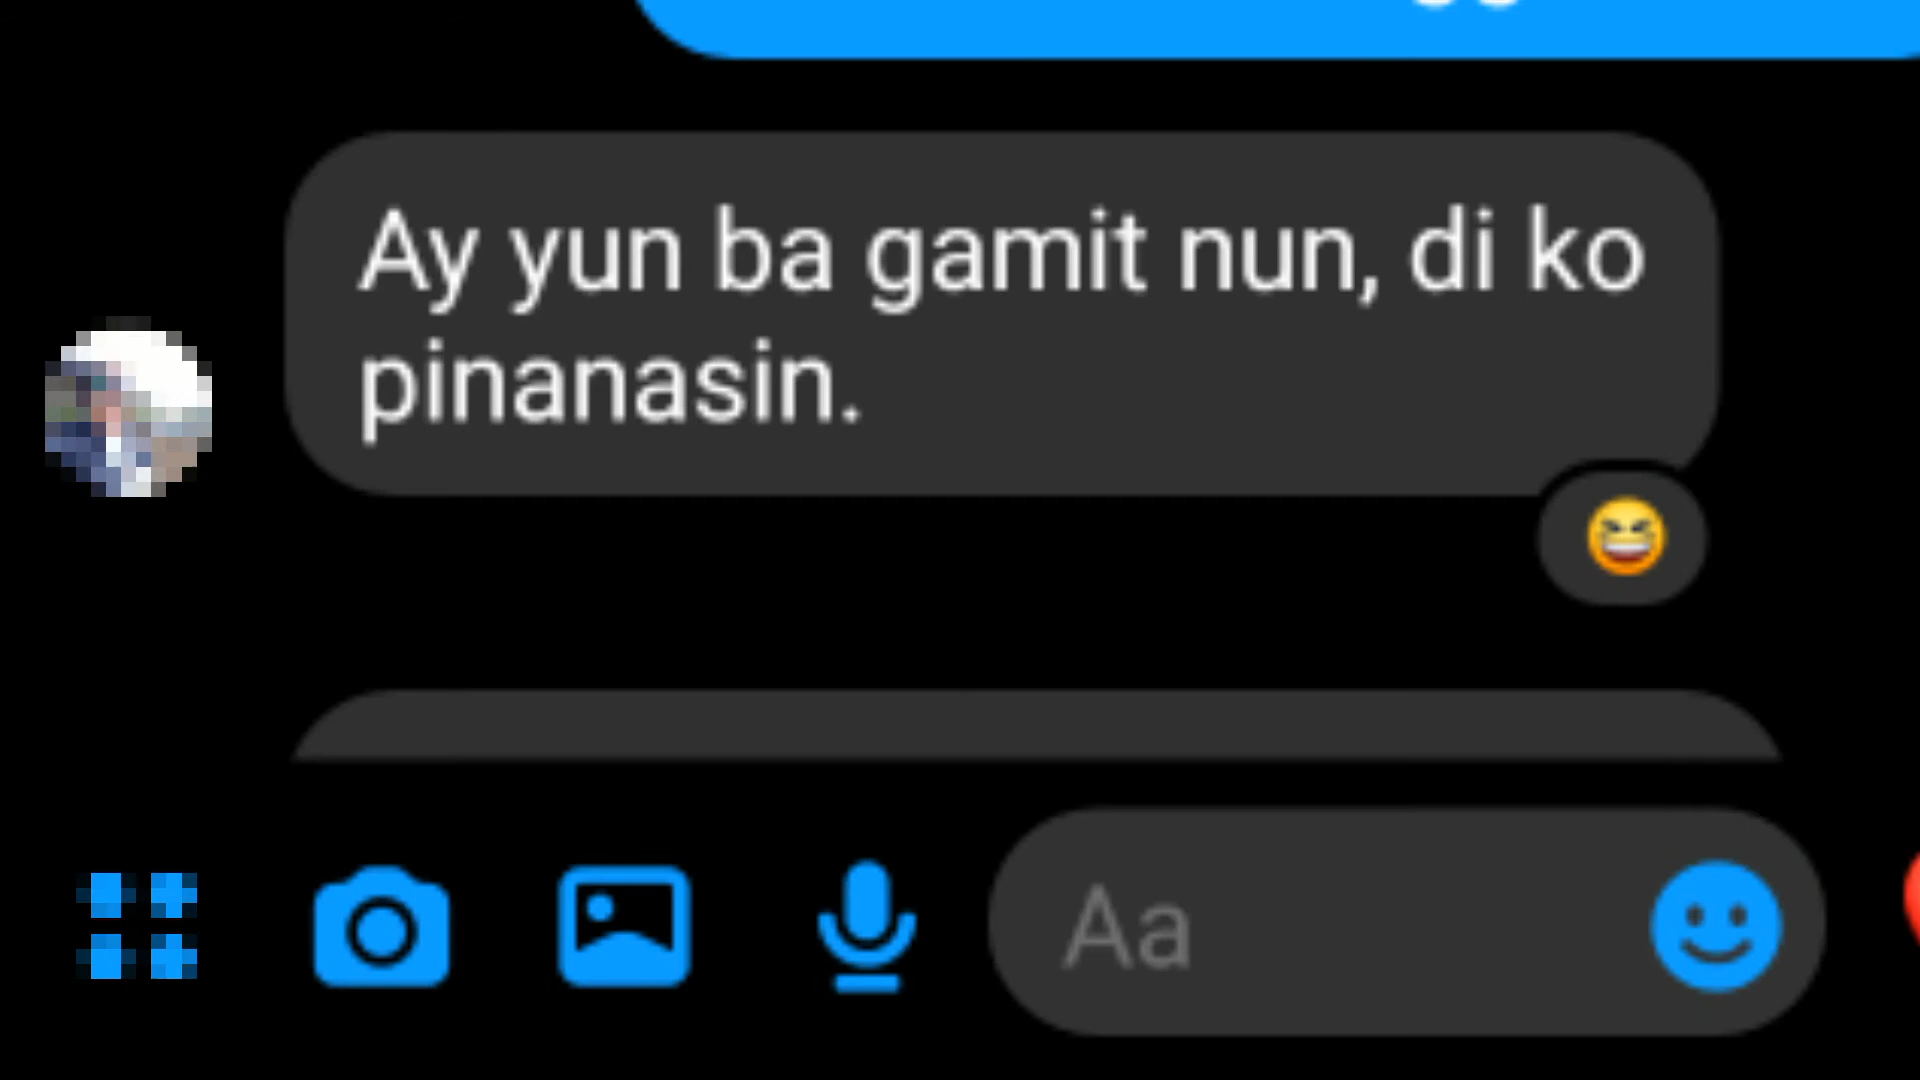 Ay yun ba gamit nun, di ko
pinanasin.
Aa